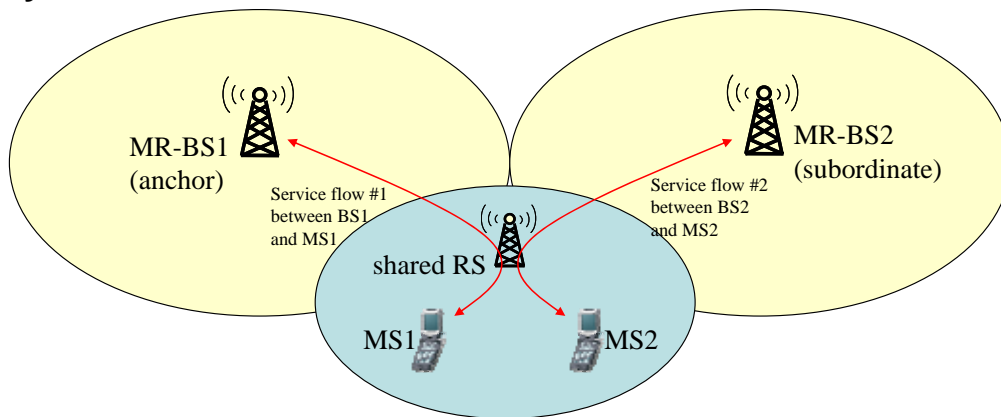 MR-BS1
(anchor)
MR-BS2
(subordinate)
Service flow #1
between BS1
and MS1
Service flow #2
between BS2
and MS2
shared RS
MS1
MS2